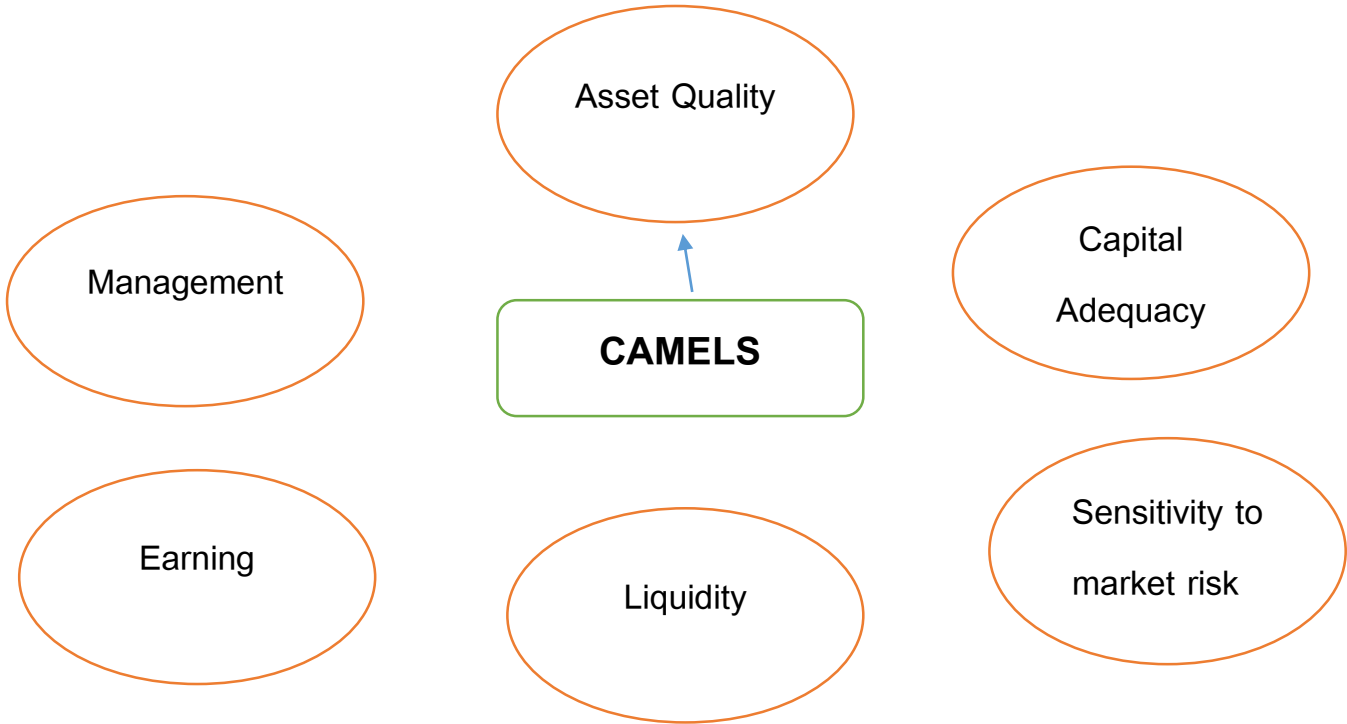 Asset Quality
Capital
Adequacy
Management
CAMELS
Sensitivity to
market risk
Earning
Liquidity